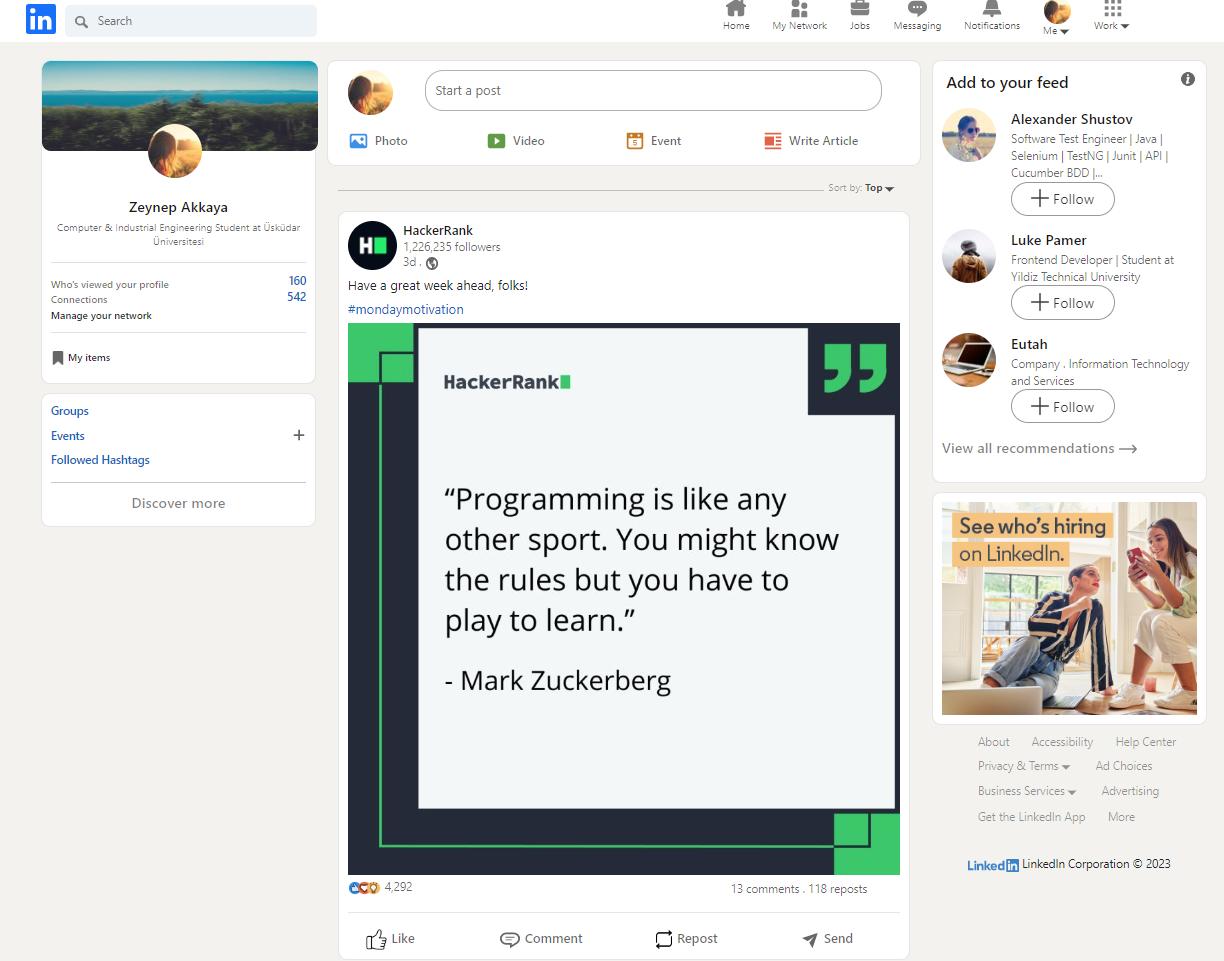 in
Search
Home
My Network
Jobs
Messaging
Notifications
Me
Work
Zeynep Akkaya
Computer & Industrial Engineering Student at Üsküdar
Üniversitesi
Who's viewed your profile 160
Connections 542
Manage your network
My items
Groups
Events
Followed Hashtags
Discover more
Start a post
Photo
Video
Event
Write Article
Sort by: Top
H
HackerRank
1,226,235 followers
3d .
Have a great week ahead, folks!
#mondaymotivation
HackerRank
“Programming is like any
other sport. You might know
the rules but you have to
play to learn.”
- Mark Zuckerberg
4,292
13 comments . 118 reposts
Like
Comment
Repost
Send
Add to your feed
Alexander Shustov
Software Test Engineer | Java |
Selenium | TestNG | Junit | API |
Cucumber BDD |...
Follow
Luke Pamer
Frontend Developer | Student at
Yildiz Technical University
Follow
Eutah
Company . Information Technology
and Services
Follow
View all recommendations
See who's hiring
on LinkedIn.
About Accessibility Help Center
Privacy & Terms Ad Choices
Business Services Advertising
Get the LinkedIn App More
Linked in LinkedIn Corporation © 2023